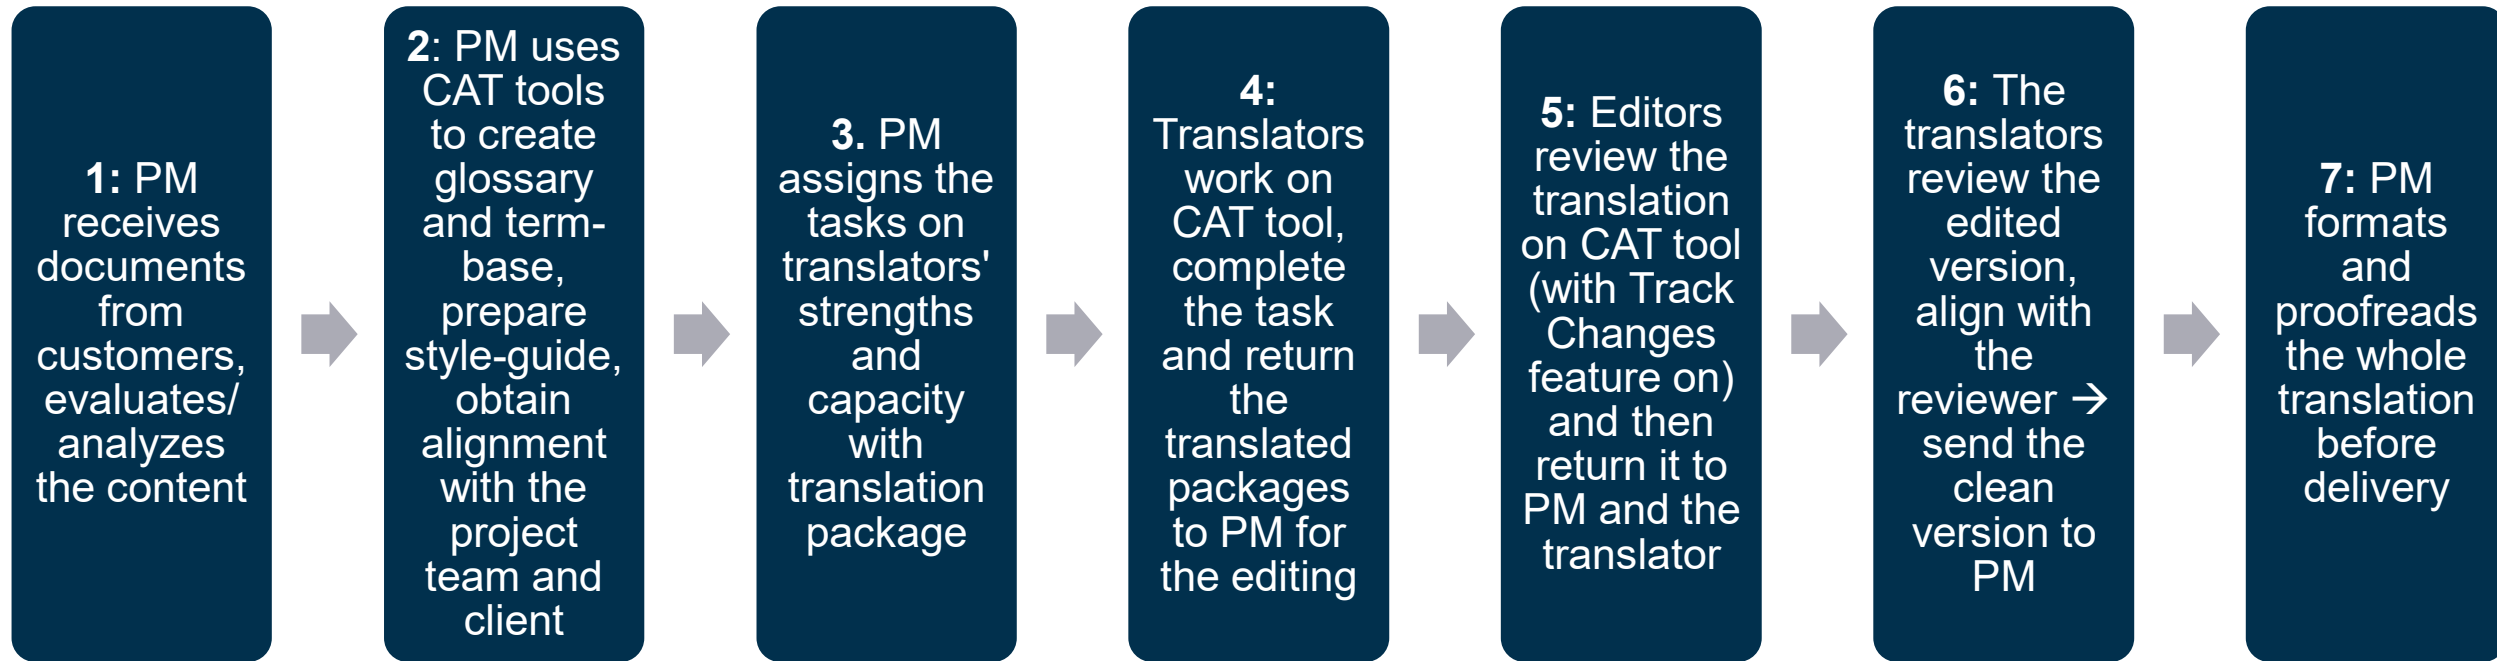 1: PM
receives
documents
from
customers,
evaluates/
analyzes
the content
2: PM uses
CAT tools
to create
glossary
and term-
base,
prepare
style-guide,
obtain
alignment
with the
project
team and
client
3. PM
assigns the
tasks on
translators'
strengths
and
capacity
with
translation
package
4:
Translators
work on
CAT tool,
complete
the task
and return
the
translated
packages
to PM for
the editing
5: Editors
review the
translation
on CAT tool
(with Track
Changes
feature on)
and then
return it to
PM and the
translator
6: The
translators
review the
edited
version,
align with
the
reviewer →
send the
clean
version to
PM
7: PM
formats
and
proofreads
the whole
translation
before
delivery